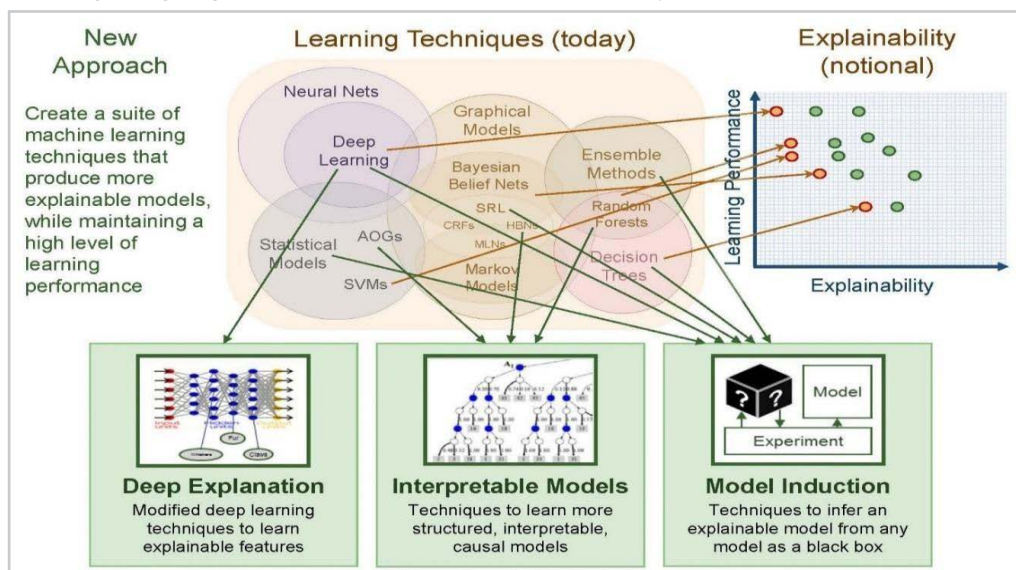 New
Approach
Create a suite of
machine learning
techniques that
produce more
explainable models,
while maintaining a
high level of
learning
performance
Learning Techniques (today)
Neural Nets
Deep
Learning
Graphical
Models
Bayesian
Belief Nets
SRL
CRFs
HBNs
MLNs
Markov
Models
Ensemble
Methods
Random
Forests
Decision
Trees
Statistical
Models
AOGs
SVMs
Explainability
(notional)
Learning Performance
Explainability
Deep Explanation
Modified deep learning
techniques to learn
explainable features
Interpretable Models
Techniques to learn more
structured, interpretable,
causal models
? ?
Model
Experiment
Model Induction
Techniques to infer an
explainable model from any
model as a black box